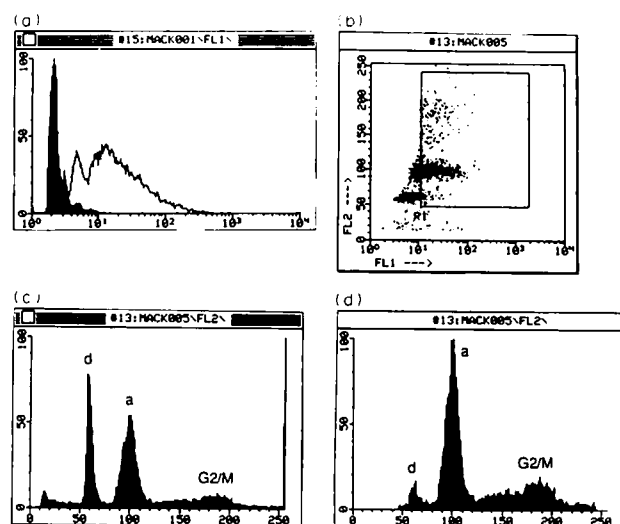 (a)
#15:MACK001\FL1\
100
50
0
10^0 10^1 10^2 10^3 10^4
(b)
#13:MACK005
FL2 --->
0 50 100 150 200 250
R1
10^0 10^1 10^2 10^3 10^4
FL1 --->
(c)
#13:MACK005\FL2\
100
50
0
d
a
G2/M
0 50 100 150 200 250
(d)
#13:MACK005\FL2\
100
50
0
d
a
G2/M
0 50 100 150 200 250